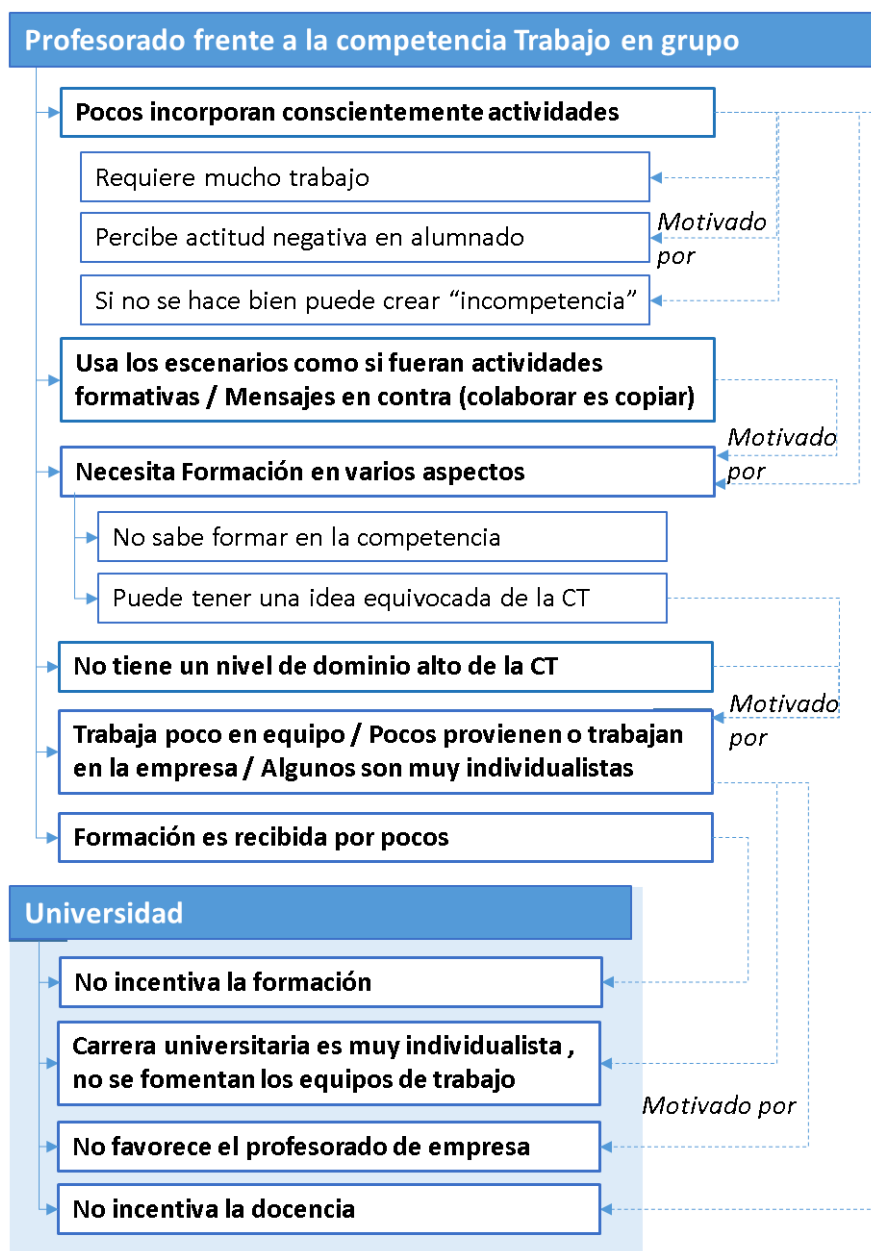 Profesorado frente a la competencia Trabajo en grupo
Pocos incorporan conscientemente actividades
Requiere mucho trabajo
Percibe actitud negativa en alumnado
Motivado
por
Si no se hace bien puede crear “incompetencia”
Usa los escenarios como si fueran actividades
formativas / Mensajes en contra (colaborar es copiar)
Motivado
por
Necesita Formación en varios aspectos
No sabe formar en la competencia
Puede tener una idea equivocada de la CT
No tiene un nivel de dominio alto de la CT
Motivado
por
Trabaja poco en equipo / Pocos provienen o trabajan
en la empresa / Algunos son muy individualistas
Formación es recibida por pocos
Universidad
No incentiva la formación
Carrera universitaria es muy individualista ,
no se fomentan los equipos de trabajo
Motivado por
No favorece el profesorado de empresa
No incentiva la docencia